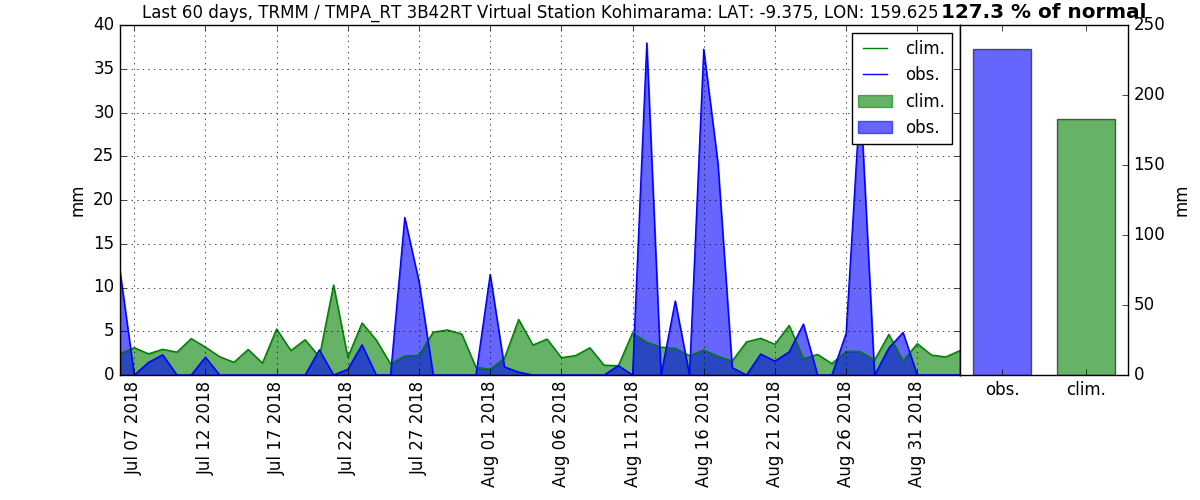 Last 60 days, TRMM / TMPA_RT 3B42RT Virtual Station Kohimarama: LAT: -9.375, LON: 159.625
127.3 % of normal
40
35
30
25
20
15
10
5
0
mm
Jul 07 2018
Jul 12 2018
Jul 17 2018
Jul 22 2018
Jul 27 2018
Aug 01 2018
Aug 06 2018
Aug 11 2018
Aug 16 2018
Aug 21 2018
Aug 26 2018
Aug 31 2018
clim.
obs.
clim.
obs.
250
200
150
100
50
0
mm
obs.
clim.